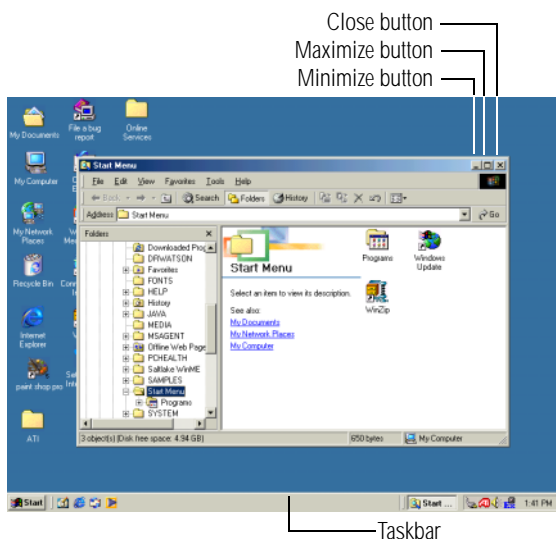 Close button
Maximize button
Minimize button
My Documents
File a bug report
Online Services
My Computer
My Network Places
Recycle Bin
Internet Explorer
paint shop pro
ATI
Start Menu
File Edit View Favorites Tools Help
Back Search Folders History
Address Start Menu Go
Folders
Downloaded Prog
DRWATSON
Favorites
FONTS
HELP
History
JAVA
MEDIA
MSAGENT
Offline Web Page
PCHEALTH
Saltlake WinME
SAMPLES
Start Menu
Programs
SYSTEM
Start Menu
Select an item to view its description.
See also:
My Documents
My Network Places
My Computer
Programs
Windows Update
WinZip
3 object(s) (Disk free space: 4.94 GB)
650 bytes
My Computer
Start
Start ...
1:41 PM
Taskbar